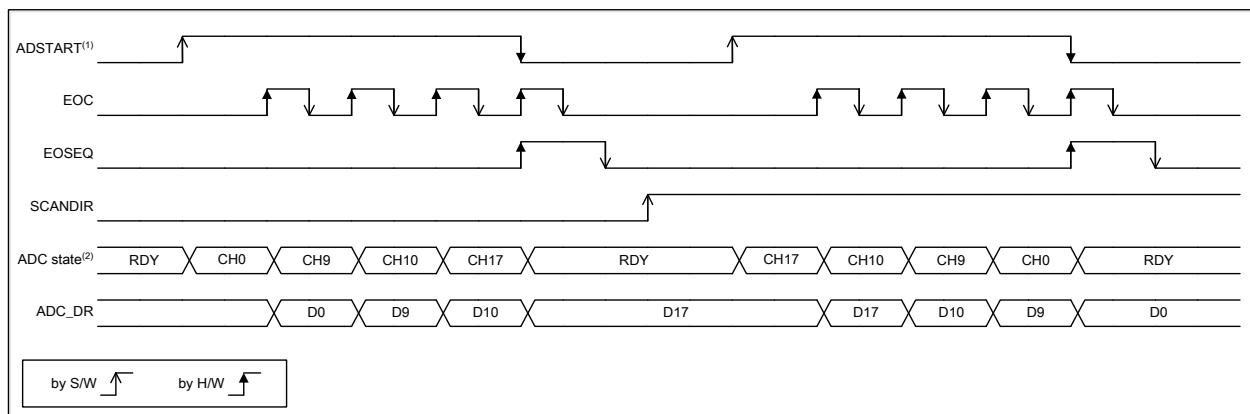 ADSTART(1)
EOC
EOSEQ
SCANDIR
ADC state(2) RDY CH0 CH9 CH10 CH17 RDY CH17 CH10 CH9 CH0 RDY
ADC_DR D0 D9 D10 D17 D17 D10 D9 D0
by S/W by H/W